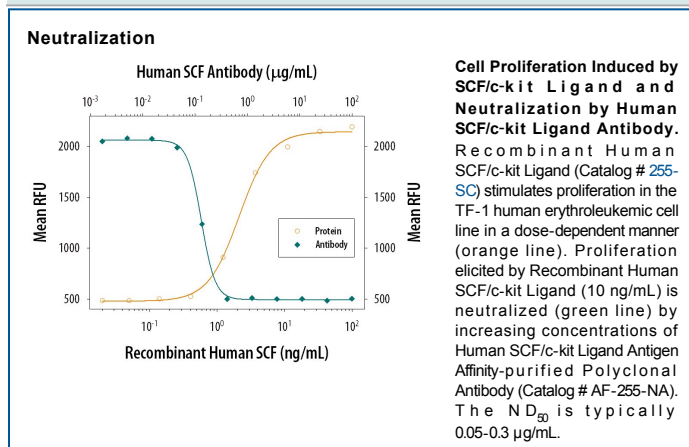 Neutralization
Human SCF Antibody (µg/mL)
10-3 10-2 10-1 100 101 102
2000 2000
1500 1500
1000 1000
500 500
Mean RFU
Mean RFU
Protein
Antibody
10-1 100 101 102
Recombinant Human SCF (ng/mL)
Cell Proliferation Induced by
SCF/c-kit Ligand and
Neutralization by Human
SCF/c-kit Ligand Antibody.
Recombinant Human
SCF/c-kit Ligand (Catalog # 255-
SC) stimulates proliferation in the
TF-1 human erythroleukemic cell
line in a dose-dependent manner
(orange line). Proliferation
elicited by Recombinant Human
SCF/c-kit Ligand (10 ng/mL) is
neutralized (green line) by
increasing concentrations of
Human SCF/c-kit Ligand Antigen
Affinity-purified Polyclonal
Antibody (Catalog # AF-255-NA).
The ND50 is typically
0.05-0.3 µg/mL.